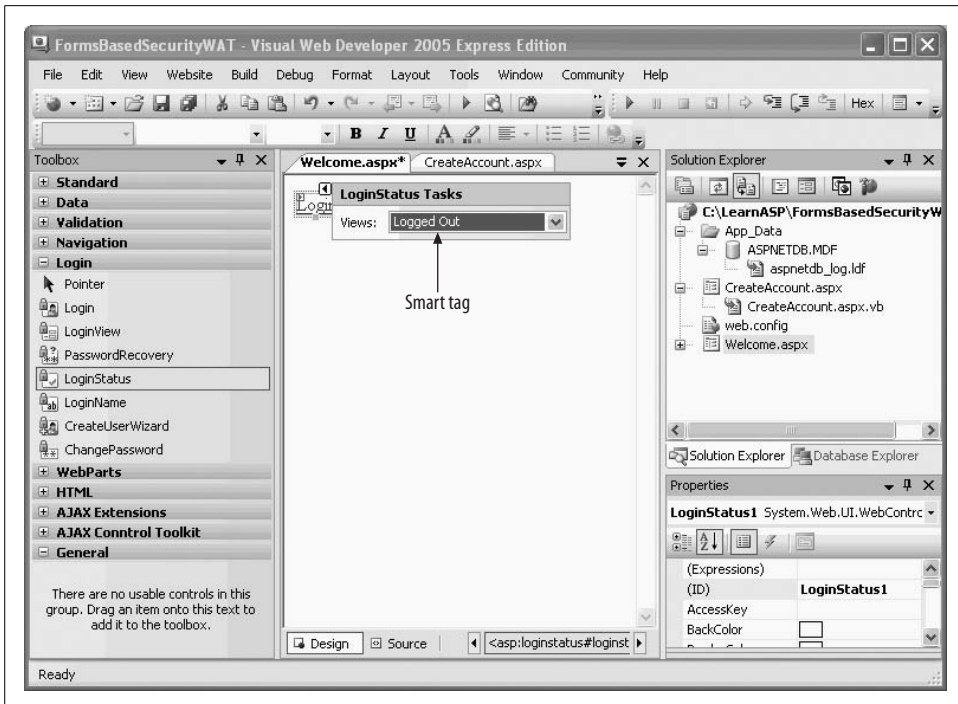 FormsBasedSecurityWAT - Visual Web Developer 2005 Express Edition
File Edit View Website Build Debug Format Layout Tools Window Community Help
Hex
B I U A
Toolbox
Standard
Data
Validation
Navigation
Login
Pointer
Login
LoginView
PasswordRecovery
LoginStatus
LoginName
CreateUserWizard
ChangePassword
WebParts
HTML
AJAX Extensions
AJAX Conntrol Toolkit
General
There are no usable controls in this
group. Drag an item onto this text to
add it to the toolbox.
Welcome.aspx* CreateAccount.aspx
Login
LoginStatus Tasks
Views: Logged Out
Smart tag
Design Source <asp:loginstatus#loginst
Solution Explorer
C:\LearnASP\FormsBasedSecurityW
App_Data
ASPNETDB.MDF
aspnetdb_log.ldf
CreateAccount.aspx
CreateAccount.aspx.vb
web.config
Welcome.aspx
Solution Explorer Database Explorer
Properties
LoginStatus1 System.Web.UI.WebContrc
(Expressions)
(ID) LoginStatus1
AccessKey
BackColor
Ready